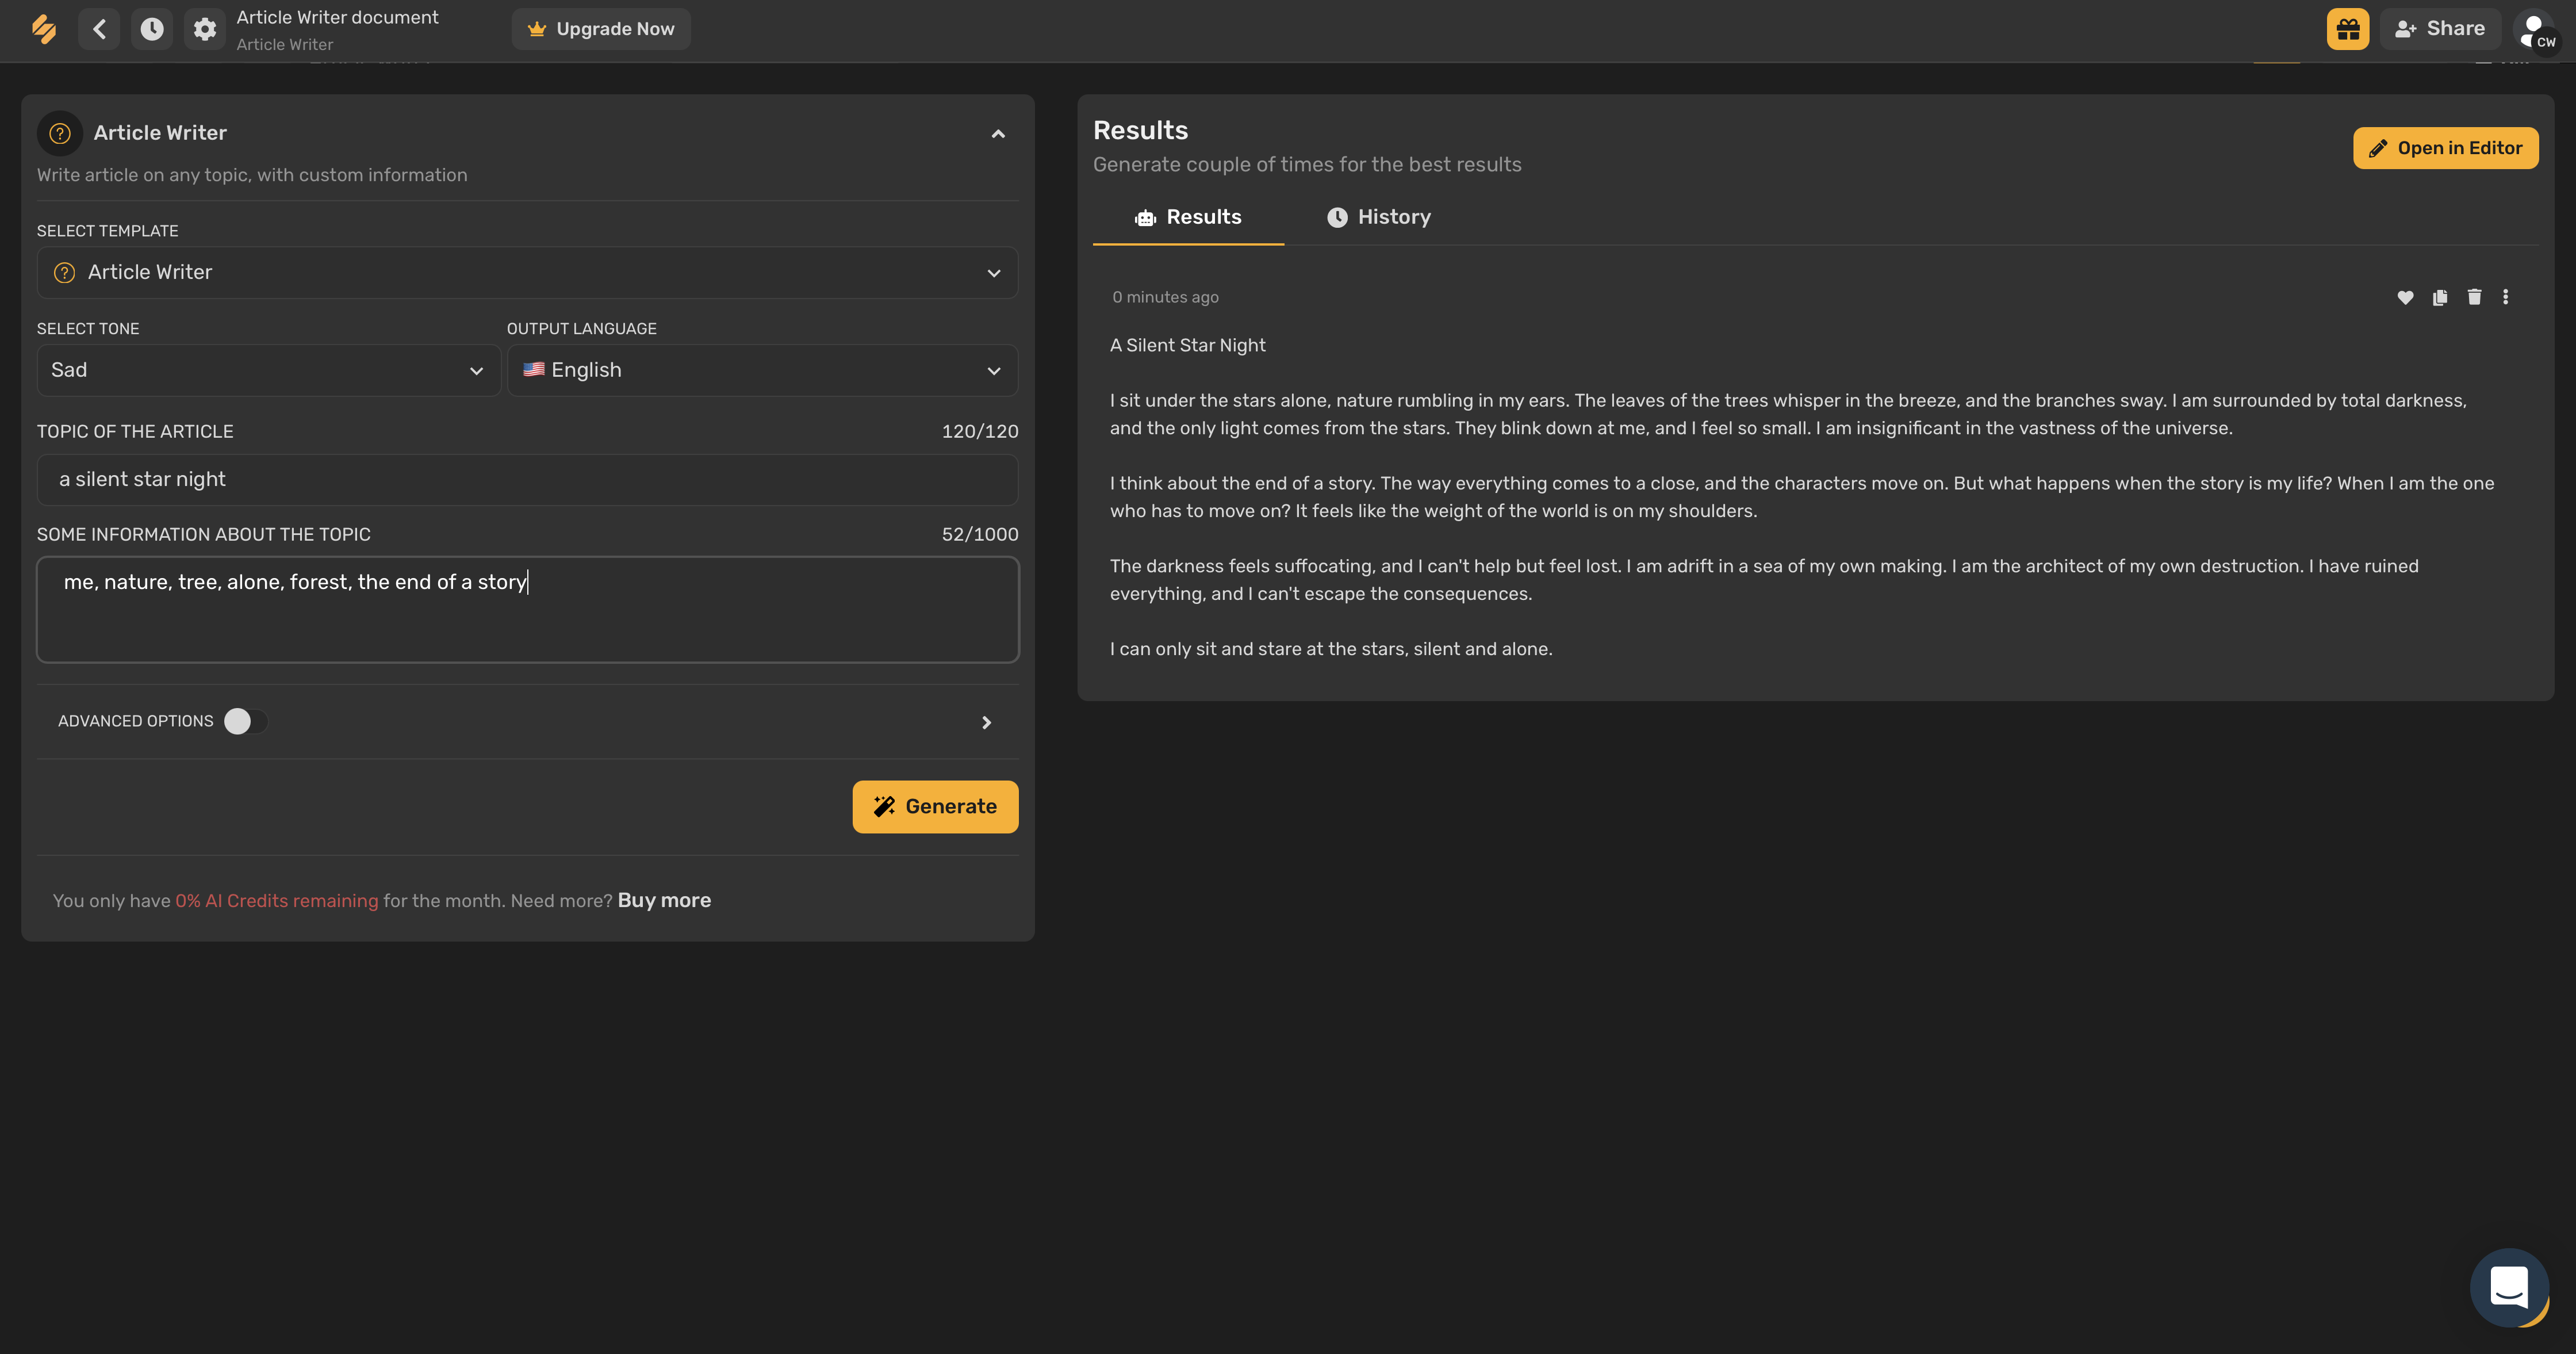 Article Writer document
Article Writer
Upgrade Now
Share
CW
Article Writer
Write article on any topic, with custom information
SELECT TEMPLATE
Article Writer
SELECT TONE
OUTPUT LANGUAGE
Sad
English
TOPIC OF THE ARTICLE
120/120
a silent star night
SOME INFORMATION ABOUT THE TOPIC
52/1000
me, nature, tree, alone, forest, the end of a story
ADVANCED OPTIONS
Generate
You only have 0% AI Credits remaining for the month. Need more? Buy more
Results
Generate couple of times for the best results
Open in Editor
Results
History
0 minutes ago
A Silent Star Night
I sit under the stars alone, nature rumbling in my ears. The leaves of the trees whisper in the breeze, and the branches sway. I am surrounded by total darkness,
and the only light comes from the stars. They blink down at me, and I feel so small. I am insignificant in the vastness of the universe.
I think about the end of a story. The way everything comes to a close, and the characters move on. But what happens when the story is my life? When I am the one
who has to move on? It feels like the weight of the world is on my shoulders.
The darkness feels suffocating, and I can't help but feel lost. I am adrift in a sea of my own making. I am the architect of my own destruction. I have ruined
everything, and I can't escape the consequences.
I can only sit and stare at the stars, silent and alone.